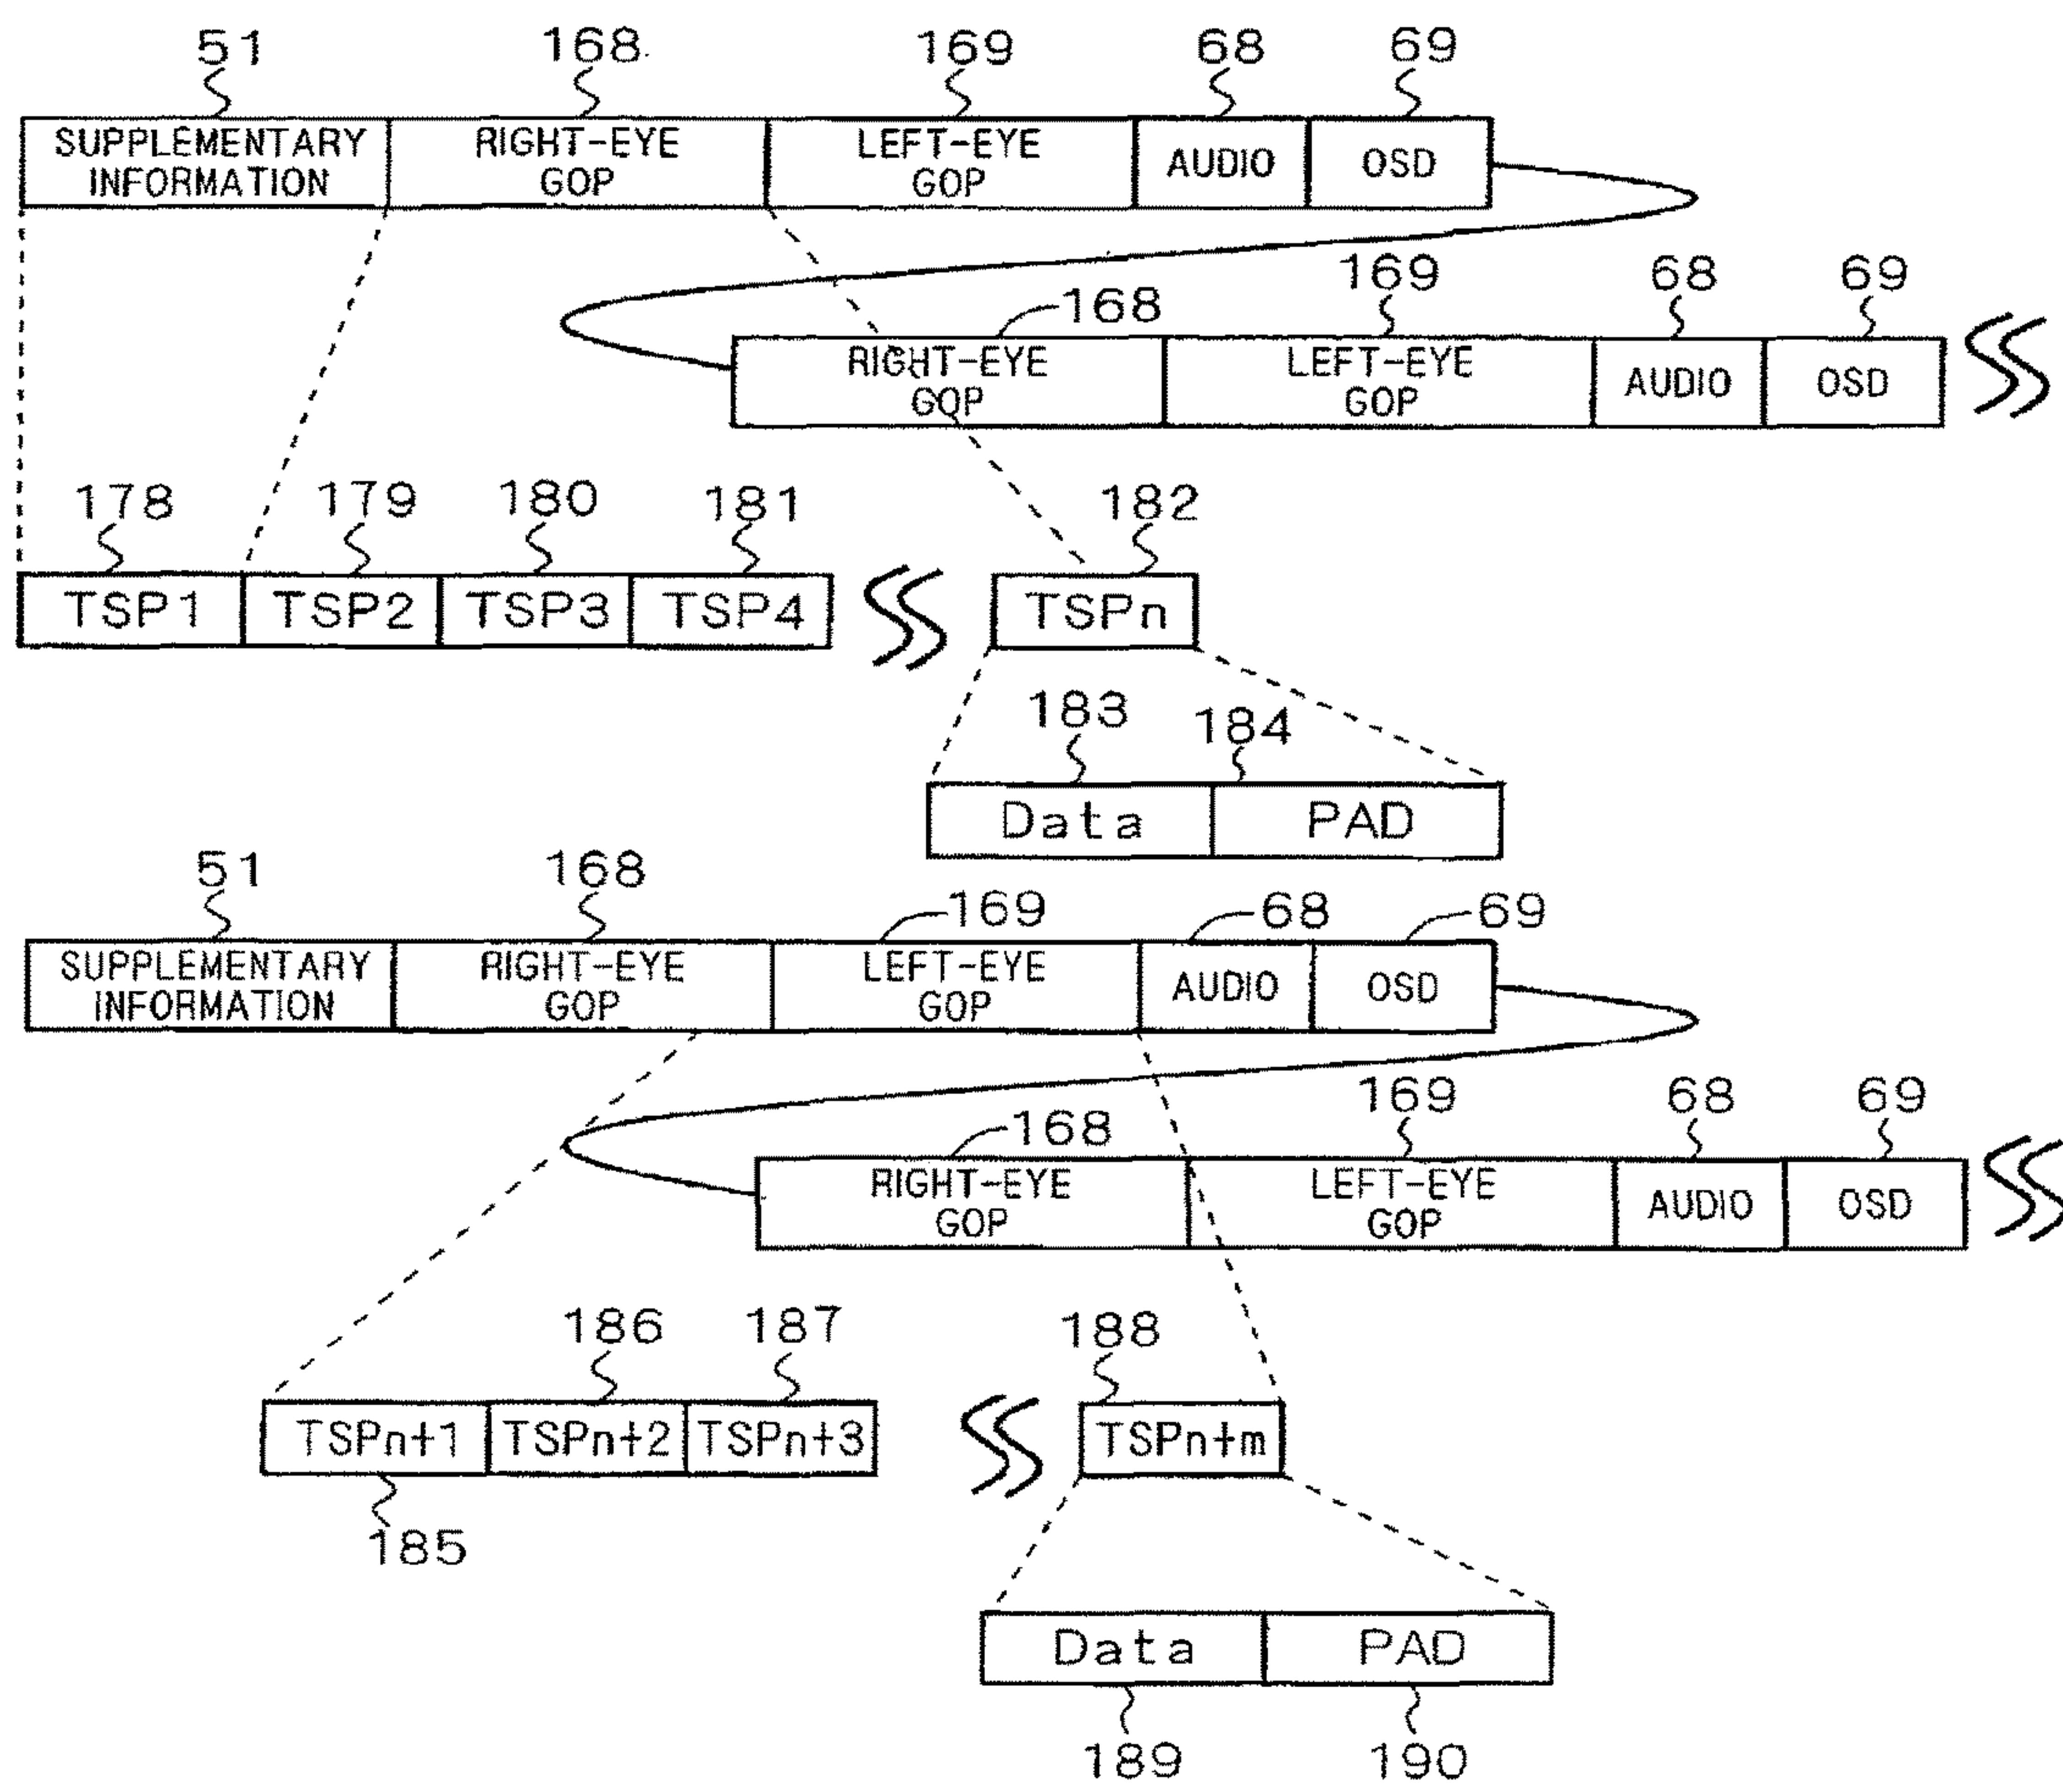 51 168 169 68 69
SUPPLEMENTARY INFORMATION RIGHT-EYE GOP LEFT-EYE GOP AUDIO OSD
168 169 68 69
RIGHT-EYE GOP LEFT-EYE GOP AUDIO OSD
178 179 180 181 182
TSP1 TSP2 TSP3 TSP4 TSPn
183 184
Data PAD
51 168 169 68 69
SUPPLEMENTARY INFORMATION RIGHT-EYE GOP LEFT-EYE GOP AUDIO OSD
168 169 68 69
RIGHT-EYE GOP LEFT-EYE GOP AUDIO OSD
186 187 188
TSPn+1 TSPn+2 TSPn+3 TSPn+m
185
Data PAD
189 190